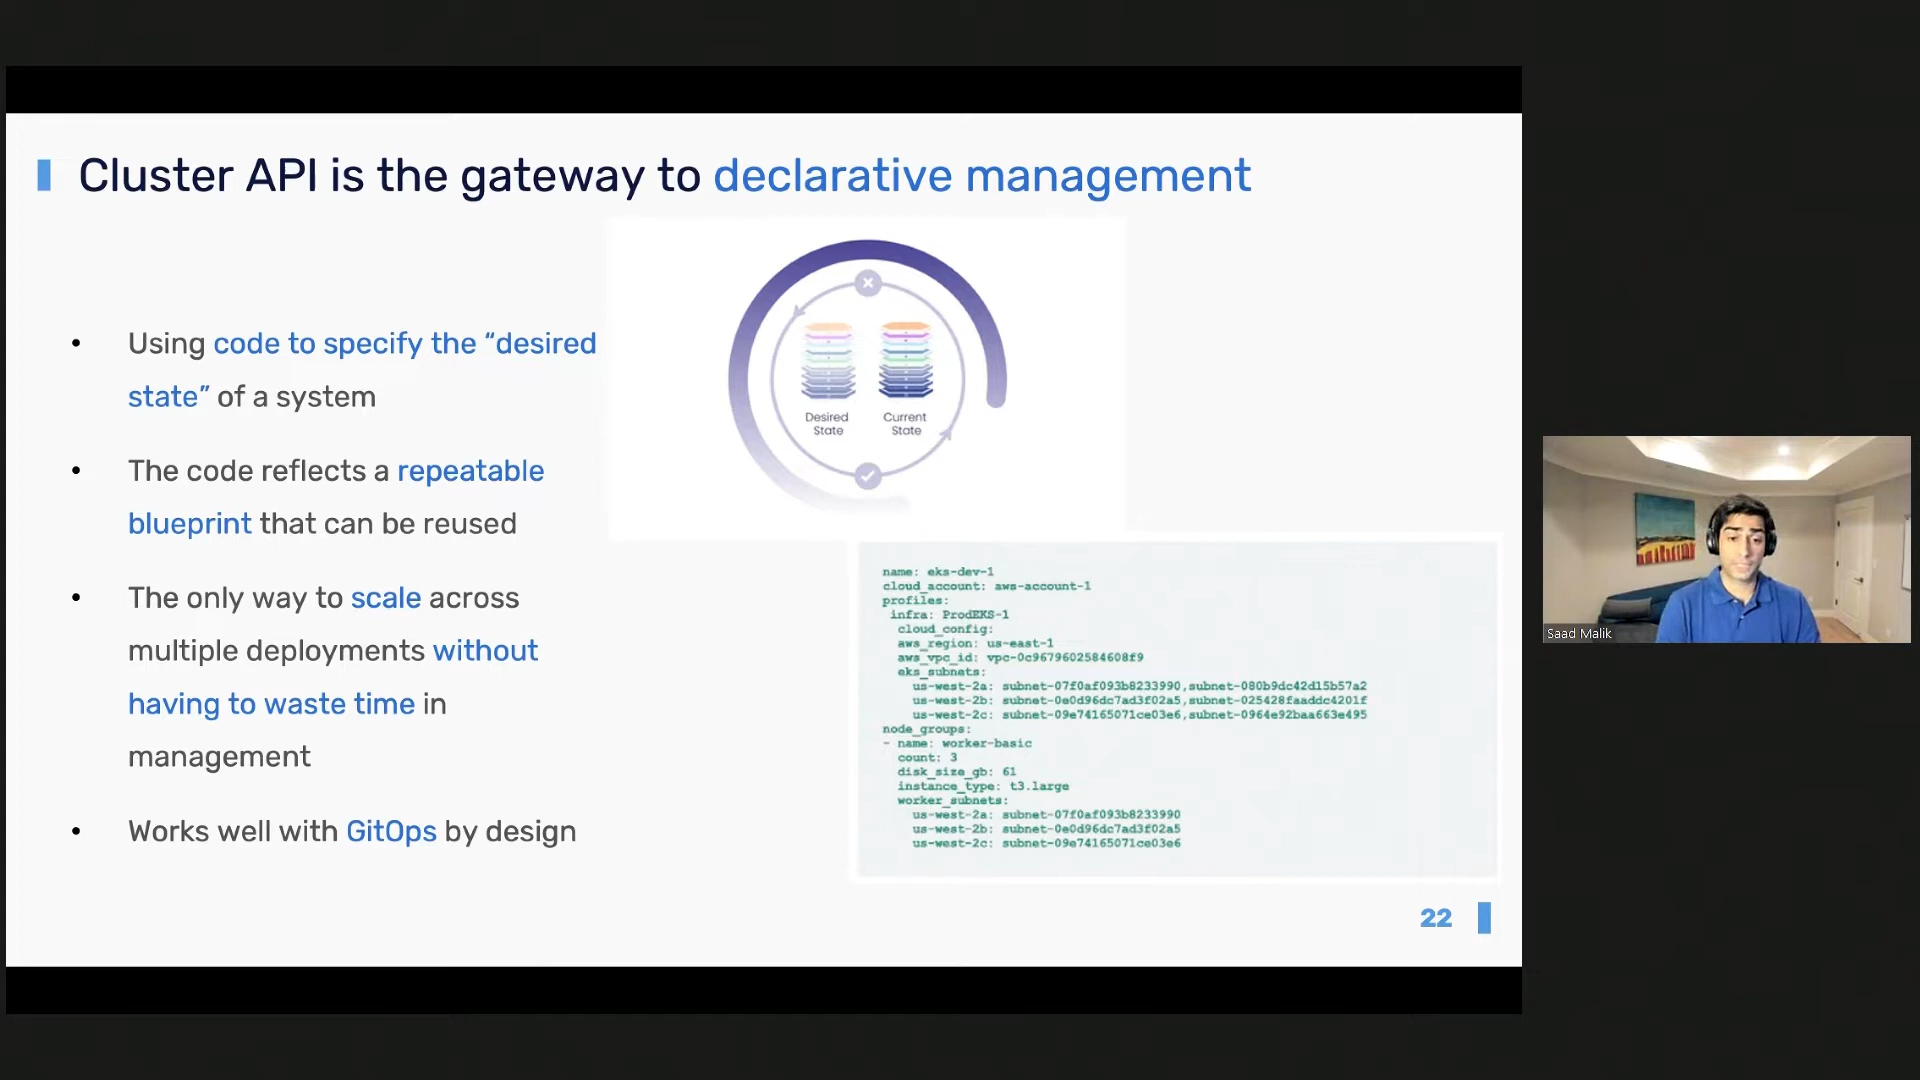 Cluster API is the gateway to declarative management
• Using code to specify the “desired
state” of a system
• The code reflects a repeatable
blueprint that can be reused
• The only way to scale across
multiple deployments without
having to waste time in
management
• Works well with GitOps by design
Desired
State
Current
State
name: eks-dev-1
cloud_account: aws-account-1
profiles:
infra: ProdEKS-1
cloud_config:
aws_region: us-east-1
aws_vpc_id: vpc-0c9679602584608f9
eks_subnets:
us-west-2a: subnet-07f0af093b8233990,subnet-080b9dc42d15b57a2
us-west-2b: subnet-0e0d96dc7ad3f02a5,subnet-025428faaddc4201f
us-west-2c: subnet-09e74165071ce03e6,subnet-0964e92baa663e495
node_groups:
- name: worker-basic
count: 3
disk_size_gb: 61
instance_type: t3.large
worker_subnets:
us-west-2a: subnet-07f0af093b8233990
us-west-2b: subnet-0e0d96dc7ad3f02a5
us-west-2c: subnet-09e74165071ce03e6
22
Saad Malik